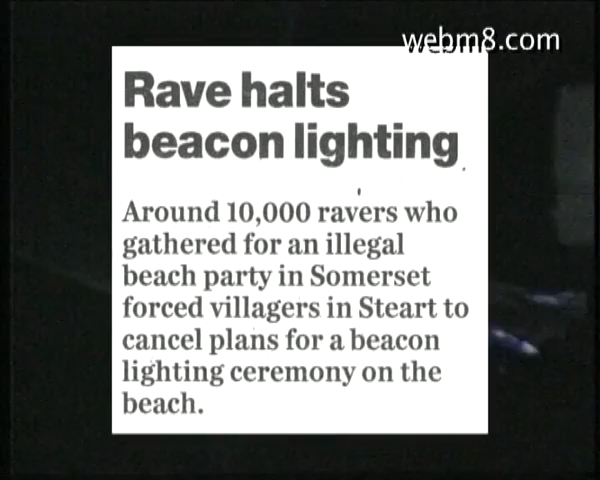 webm8.com
Rave halts
beacon lighting
Around 10,000 ravers who
gathered for an illegal
beach party in Somerset
forced villagers in Steart to
cancel plans for a beacon
lighting ceremony on the
beach.